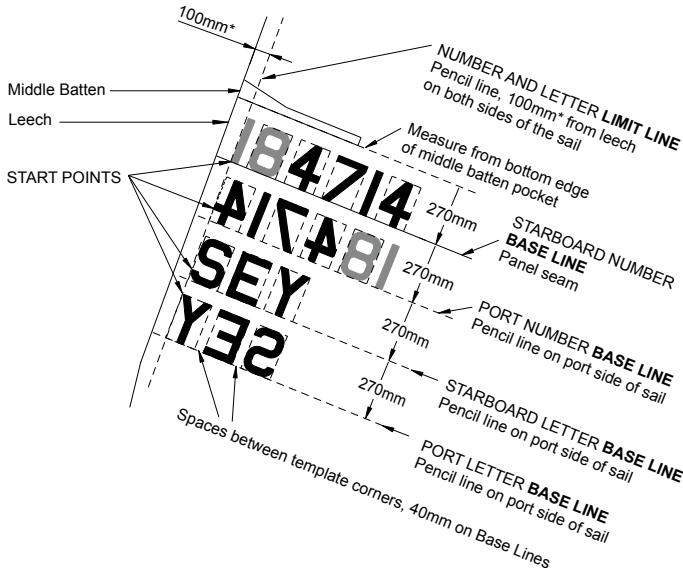 100mm*
NUMBER AND LETTER LIMIT LINE
Pencil line, 100mm* from leech
on both sides of the sail
Middle Batten
Leech
Measure from bottom edge
of middle batten pocket
START POINTS
184714
270mm
STARBOARD NUMBER
BASE LINE
Panel seam
417481
270mm
PORT NUMBER BASE LINE
Pencil line on port side of sail
SEY
270mm
STARBOARD LETTER BASE LINE
Pencil line on port side of sail
YES
270mm
PORT LETTER BASE LINE
Pencil line on port side of sail
Spaces between template corners, 40mm on Base Lines